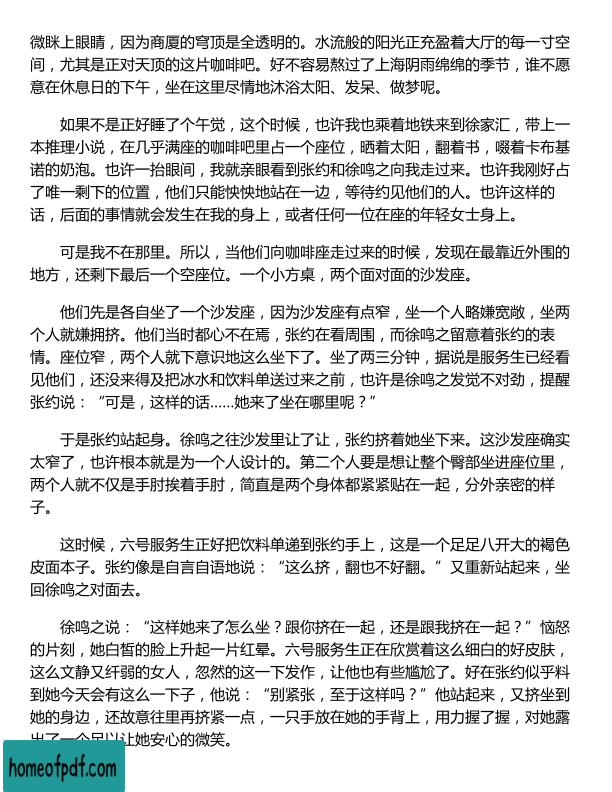 微眯上眼睛，因为商厦的穹顶是全透明的。水流般的阳光正充盈着大厅的每一寸空
间，尤其是正对天顶的这片咖啡吧。好不容易熬过了上海阴雨绵绵的季节，谁不愿
意在休息日的下午，坐在这里尽情地沐浴太阳、发呆、做梦呢。
如果不是正好睡了个午觉，这个时候，也许我也乘着地铁来到徐家汇，带上一
本推理小说，在几乎满座的咖啡吧里占一个座位，晒着太阳，翻着书，啜着卡布基
诺的奶泡。也许一抬眼间，我就亲眼看到张约和徐鸣之向我走过来。也许我刚好占
了唯一剩下的位置，他们只能怏怏地站在一边，等待约见他们的人。也许这样的
话，后面的事情就会发生在我的身上，或者任何一位在座的年轻女士身上。
可是我不在那里。所以，当他们向咖啡座走过来的时候，发现在最靠近外围的
地方，还剩下最后一个空座位。一个小方桌，两个面对面的沙发座。
他们先是各自坐了一个沙发座，因为沙发座有点窄，坐一个人略嫌宽敞，坐两
个人就嫌拥挤。他们当时都心不在焉，张约在看周围，而徐鸣之留意着张约的表
情。座位窄，两个人就下意识地这么坐下了。坐了两三分钟，据说是服务生已经看
见他们，还没来得及把冰水和饮料单送过来之前，也许是徐鸣之发觉不对劲，提醒
张约说：“可是，这样的话……她来了坐在哪里呢？”
于是张约站起身。徐鸣之往沙发里让了让，张约挤着她坐下来。这沙发座确实
太窄了，也许根本就是为一个人设计的。第二个人要是想让整个臀部坐进座位里，
两个人就不仅是手肘挨着手肘，简直是两个身体都紧紧贴在一起，分外亲密的样
子。
这时候，六号服务生正好把饮料单递到张约手上，这是一个足足八开大的褐色
皮面本子。张约像是自言自语地说：“这么挤，翻也不好翻。”又重新站起来，坐
回徐鸣之对面去。
徐鸣之说：“这样她来了怎么坐？跟你挤在一起，还是跟我挤在一起？”恼怒
的片刻，她白皙的脸上升起一片红晕。六号服务生正在欣赏着这么细白的好皮肤，
这么文静又纤弱的女人，忽然的这一下发作，让他也有些尴尬了。好在张约似乎料
到她今天会有这么一下子，他说：“别紧张，至于这样吗？”他站起来，又挤坐到
她的身边，还故意往里再挤紧一点，一只手放在她的手背上，用力握了握，对她露
出了一个足以让她安心的微笑。
homeofpdf.com